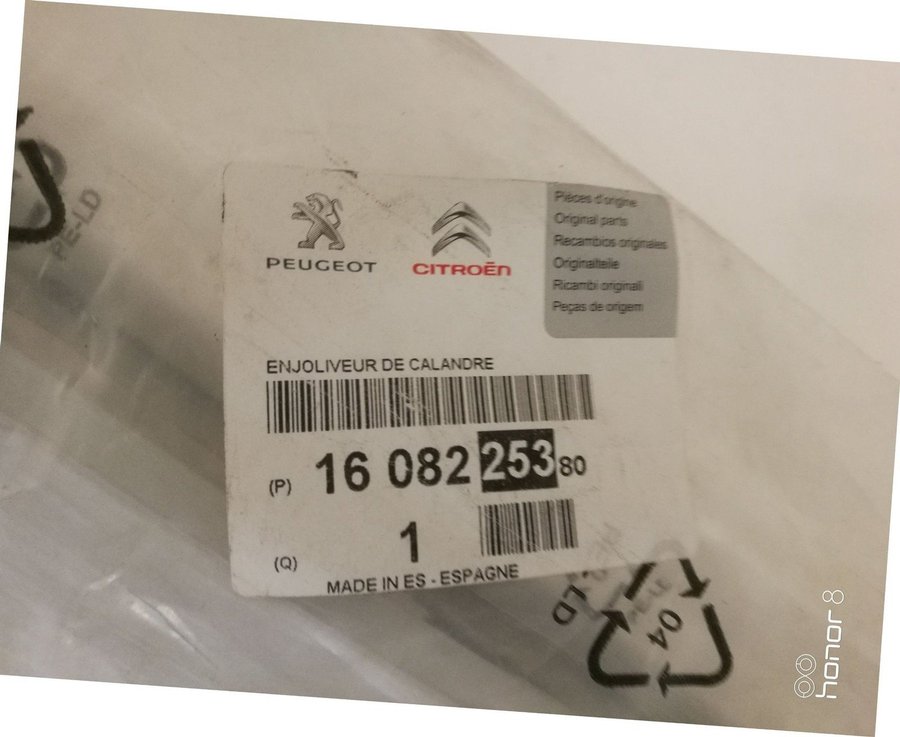 PE-LD
PEUGEOT
CITROËN
Pièces d'origine
Original parts
Recambios originales
Originalteile
Ricambi originali
Peças de origem
ENJOLIVEUR DE CALANDRE
(P) 16 082 253 80
(Q) 1
MADE IN ES - ESPAGNE
04
LD
honor 8